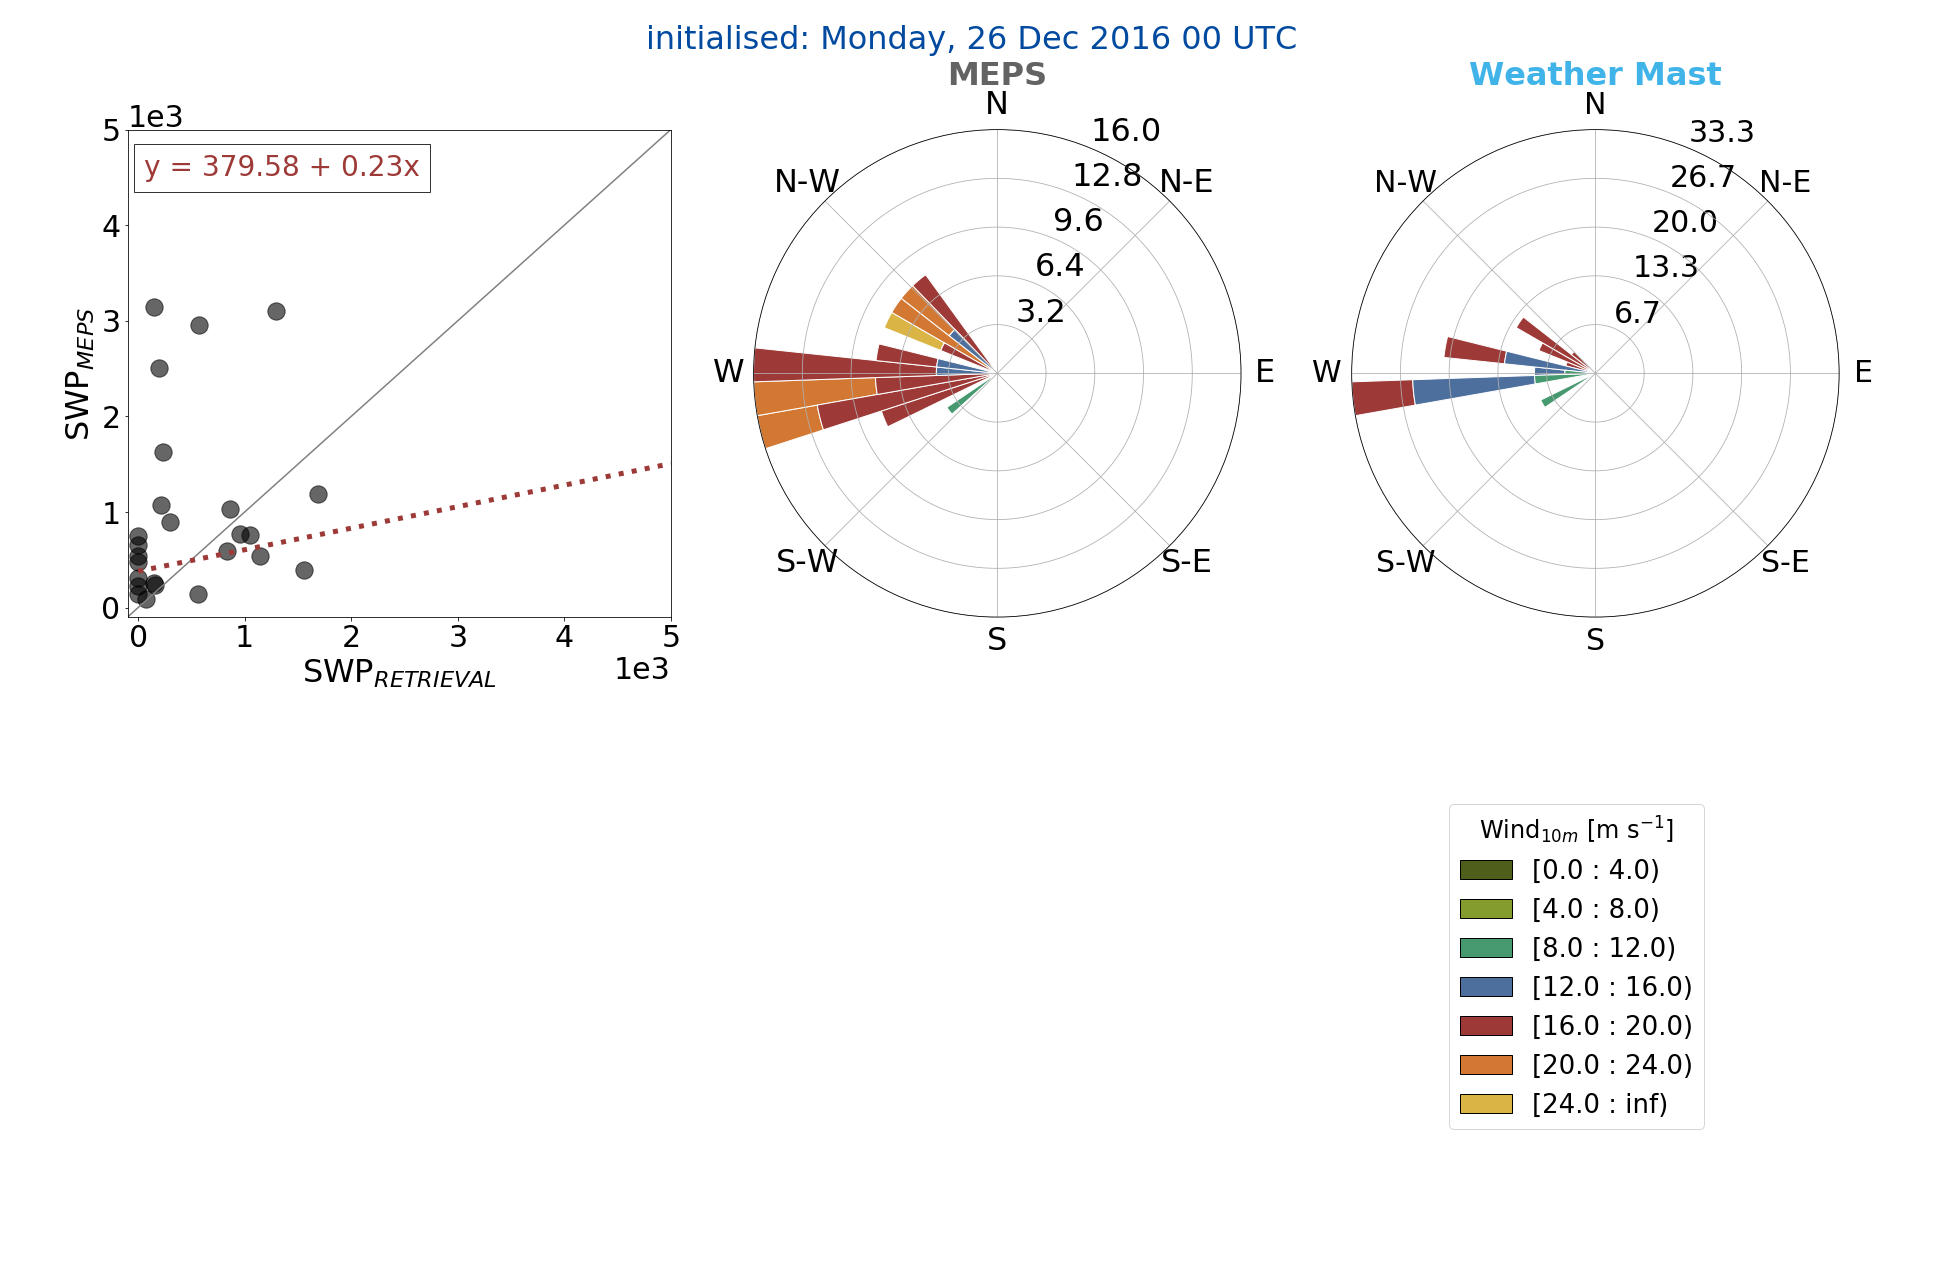 initialised: Monday, 26 Dec 2016 00 UTC
MEPS
Weather Mast
1e3
y = 379.58 + 0.23x
5
4
3
2
1
0
SWP_MEPS
0 1 2 3 4 5
1e3
SWP_RETRIEVAL
N
N-E
E
S-E
S
S-W
W
N-W
16.0
12.8
9.6
6.4
3.2
N
N-E
E
S-E
S
S-W
W
N-W
33.3
26.7
20.0
13.3
6.7
Wind_10m [m s⁻¹]
[0.0 : 4.0)
[4.0 : 8.0)
[8.0 : 12.0)
[12.0 : 16.0)
[16.0 : 20.0)
[20.0 : 24.0)
[24.0 : inf)